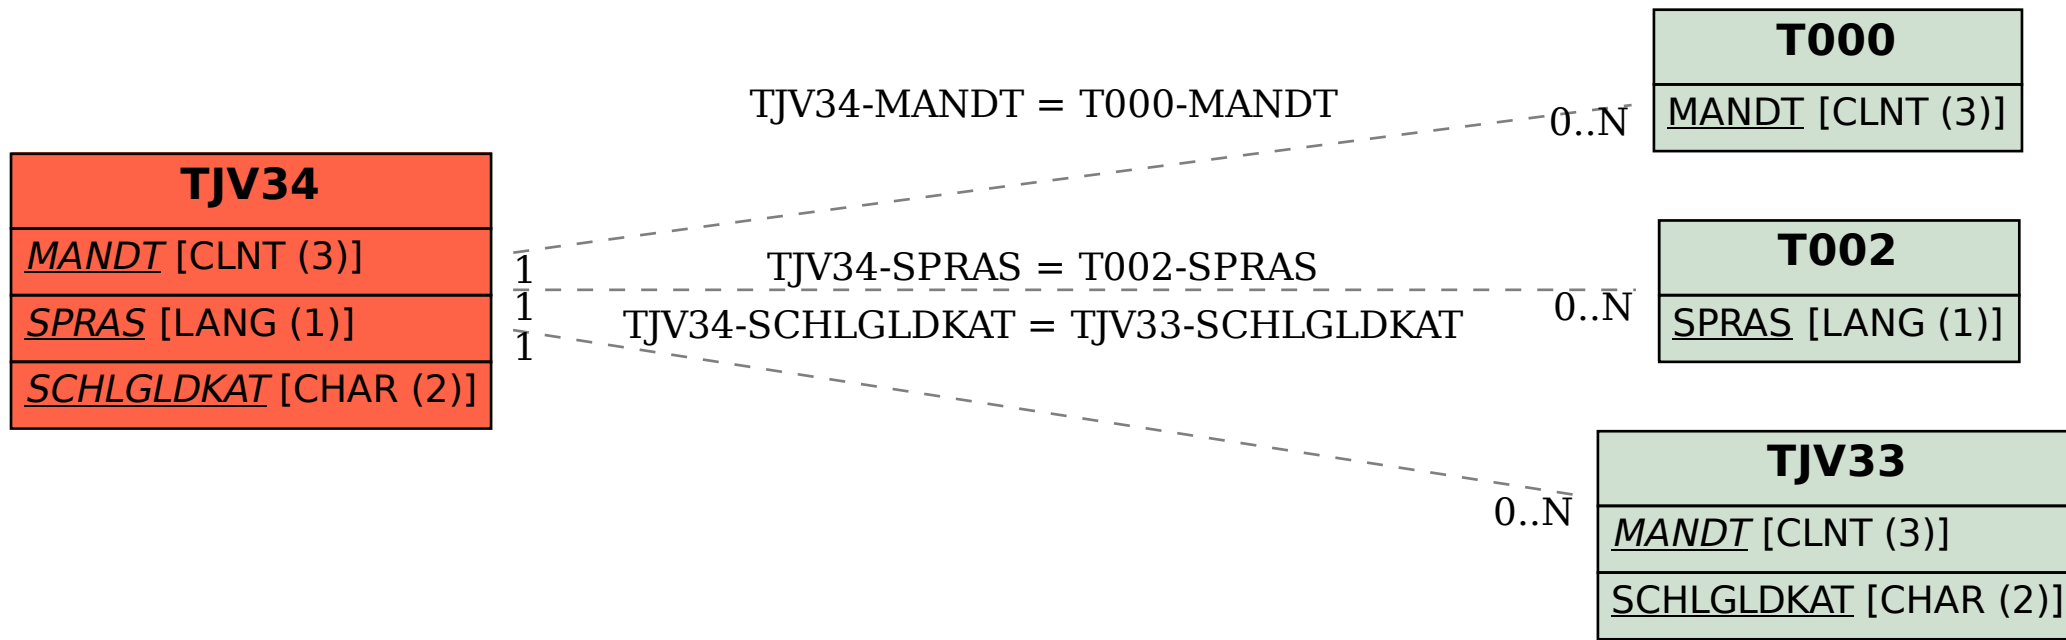 TJV34
MANDT [CLNT (3)]
SPRAS [LANG (1)]
SCHLGLDKAT [CHAR (2)]
TJV34-MANDT = T000-MANDT
1
0..N
TJV34-SPRAS = T002-SPRAS
1
0..N
TJV34-SCHLGLDKAT = TJV33-SCHLGLDKAT
1
0..N
T000
MANDT [CLNT (3)]
T002
SPRAS [LANG (1)]
TJV33
MANDT [CLNT (3)]
SCHLGLDKAT [CHAR (2)]